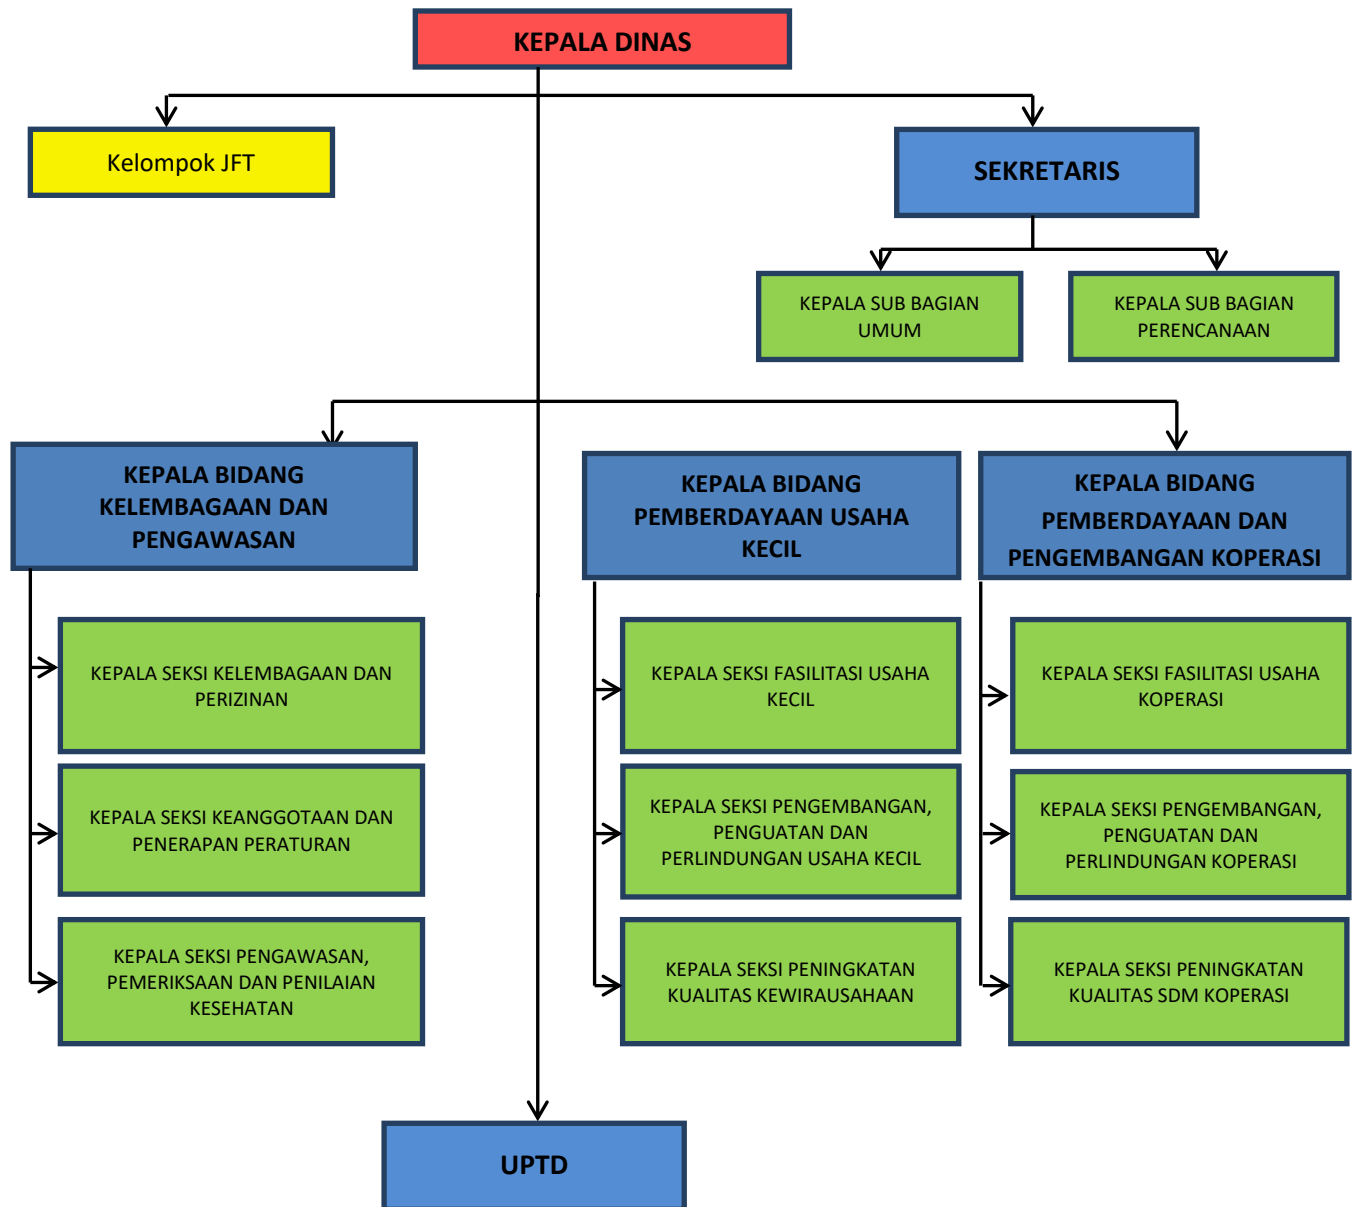 KEPALA DINAS
Kelompok JFT
SEKRETARIS
KEPALA SUB BAGIAN
UMUM
KEPALA SUB BAGIAN
PERENCANAAN
KEPALA BIDANG
KELEMBAGAAN DAN
PENGAWASAN
KEPALA BIDANG
PEMBERDAYAAN USAHA
KECIL
KEPALA BIDANG
PEMBERDAYAAN DAN
PENGEMBANGAN KOPERASI
KEPALA SEKSI KELEMBAGAAN DAN
PERIZINAN
KEPALA SEKSI FASILITASI USAHA
KECIL
KEPALA SEKSI FASILITASI USAHA
KOPERASI
KEPALA SEKSI KEANGGOTAAN DAN
PENERAPAN PERATURAN
KEPALA SEKSI PENGEMBANGAN,
PENGUATAN DAN
PERLINDUNGAN USAHA KECIL
KEPALA SEKSI PENGEMBANGAN,
PENGUATAN DAN
PERLINDUNGAN KOPERASI
KEPALA SEKSI PENGAWASAN,
PEMERIKSAAN DAN PENILAIAN
KESEHATAN
KEPALA SEKSI PENINGKATAN
KUALITAS KEWIRAUSAHAAN
KEPALA SEKSI PENINGKATAN
KUALITAS SDM KOPERASI
UPTD